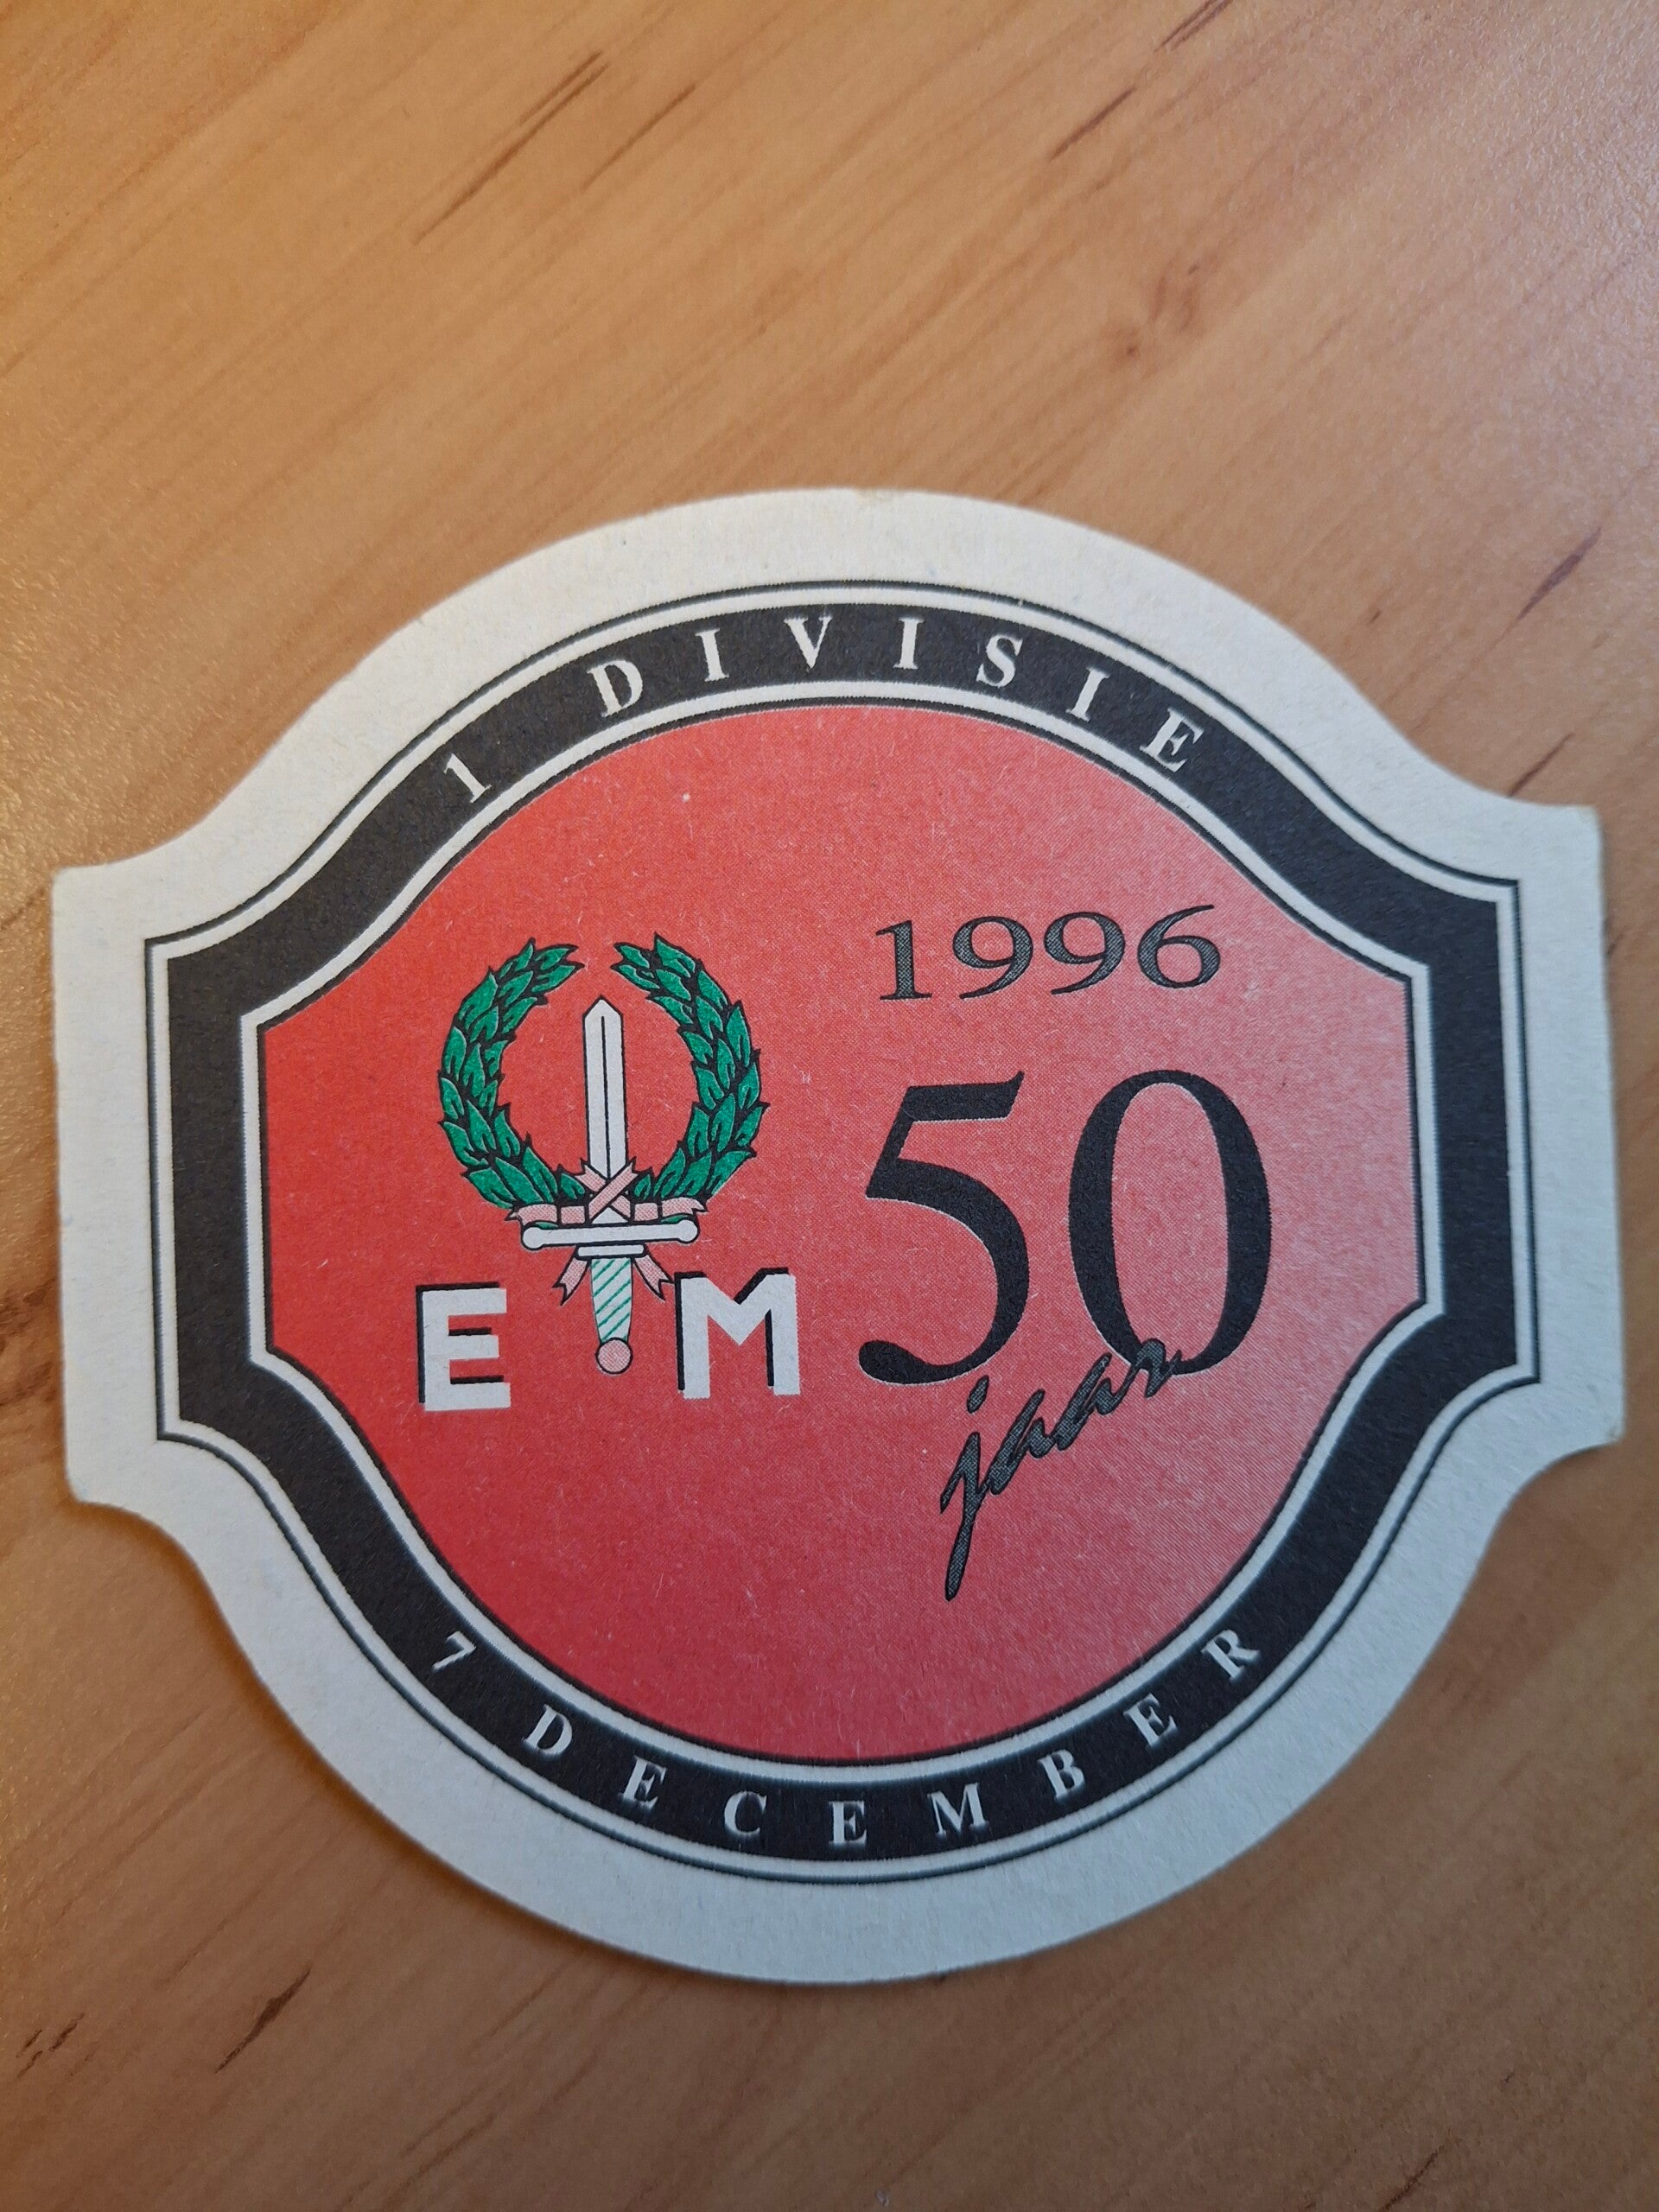 1 DIVISIE
1996
50
jaar
E M
7 DECEMBER